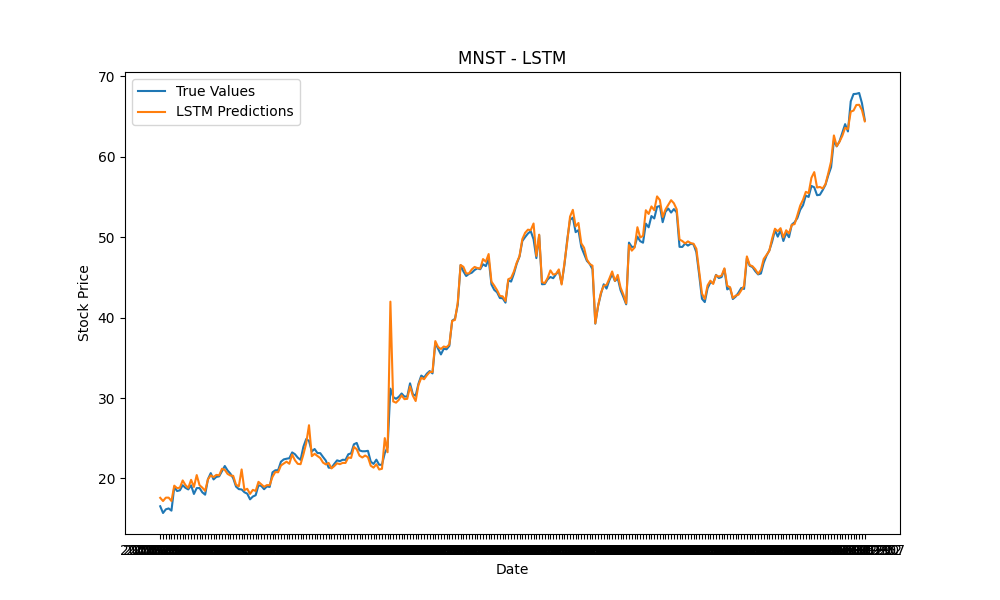 MNST - LSTM
True Values
LSTM Predictions
Stock Price
70
60
50
40
30
20
Date